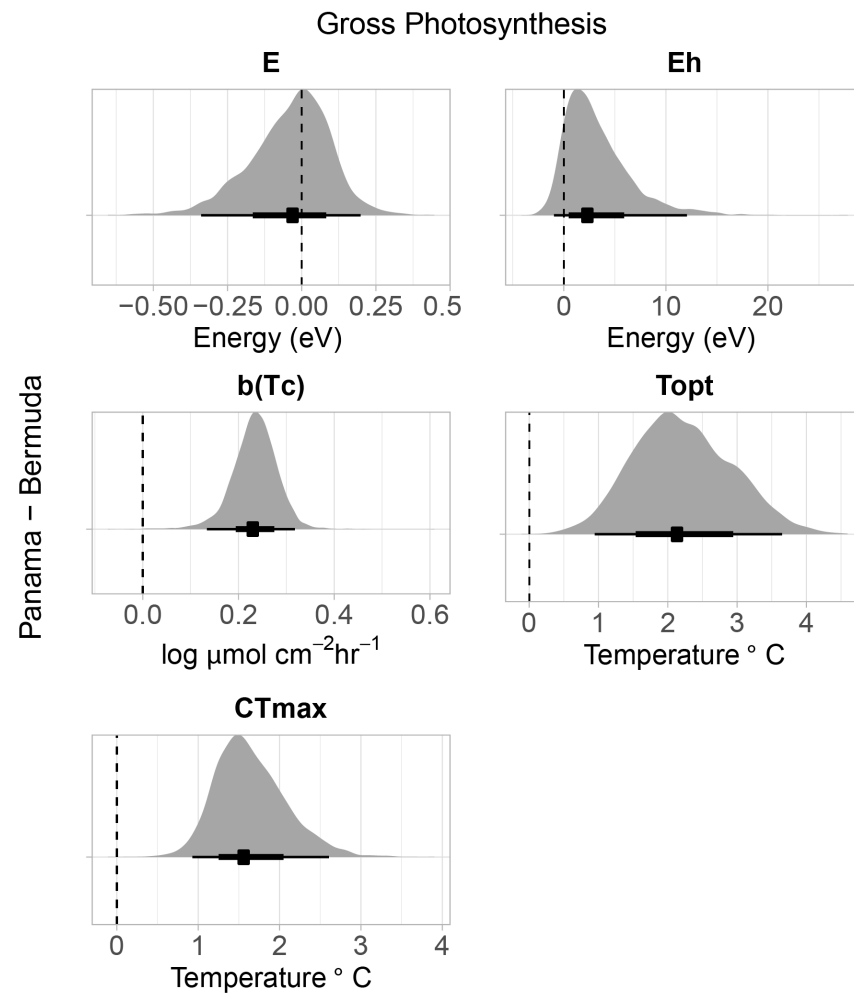 Gross Photosynthesis
E
Eh
−0.50 −0.25 0.00 0.25 0.5
0 10 20
Energy (eV)
Energy (eV)
Panama − Bermuda
b(Tc)
Topt
0.0 0.2 0.4 0.6
0 1 2 3 4
log μmol cm⁻²hr⁻¹
Temperature ° C
CTmax
0 1 2 3 4
Temperature ° C